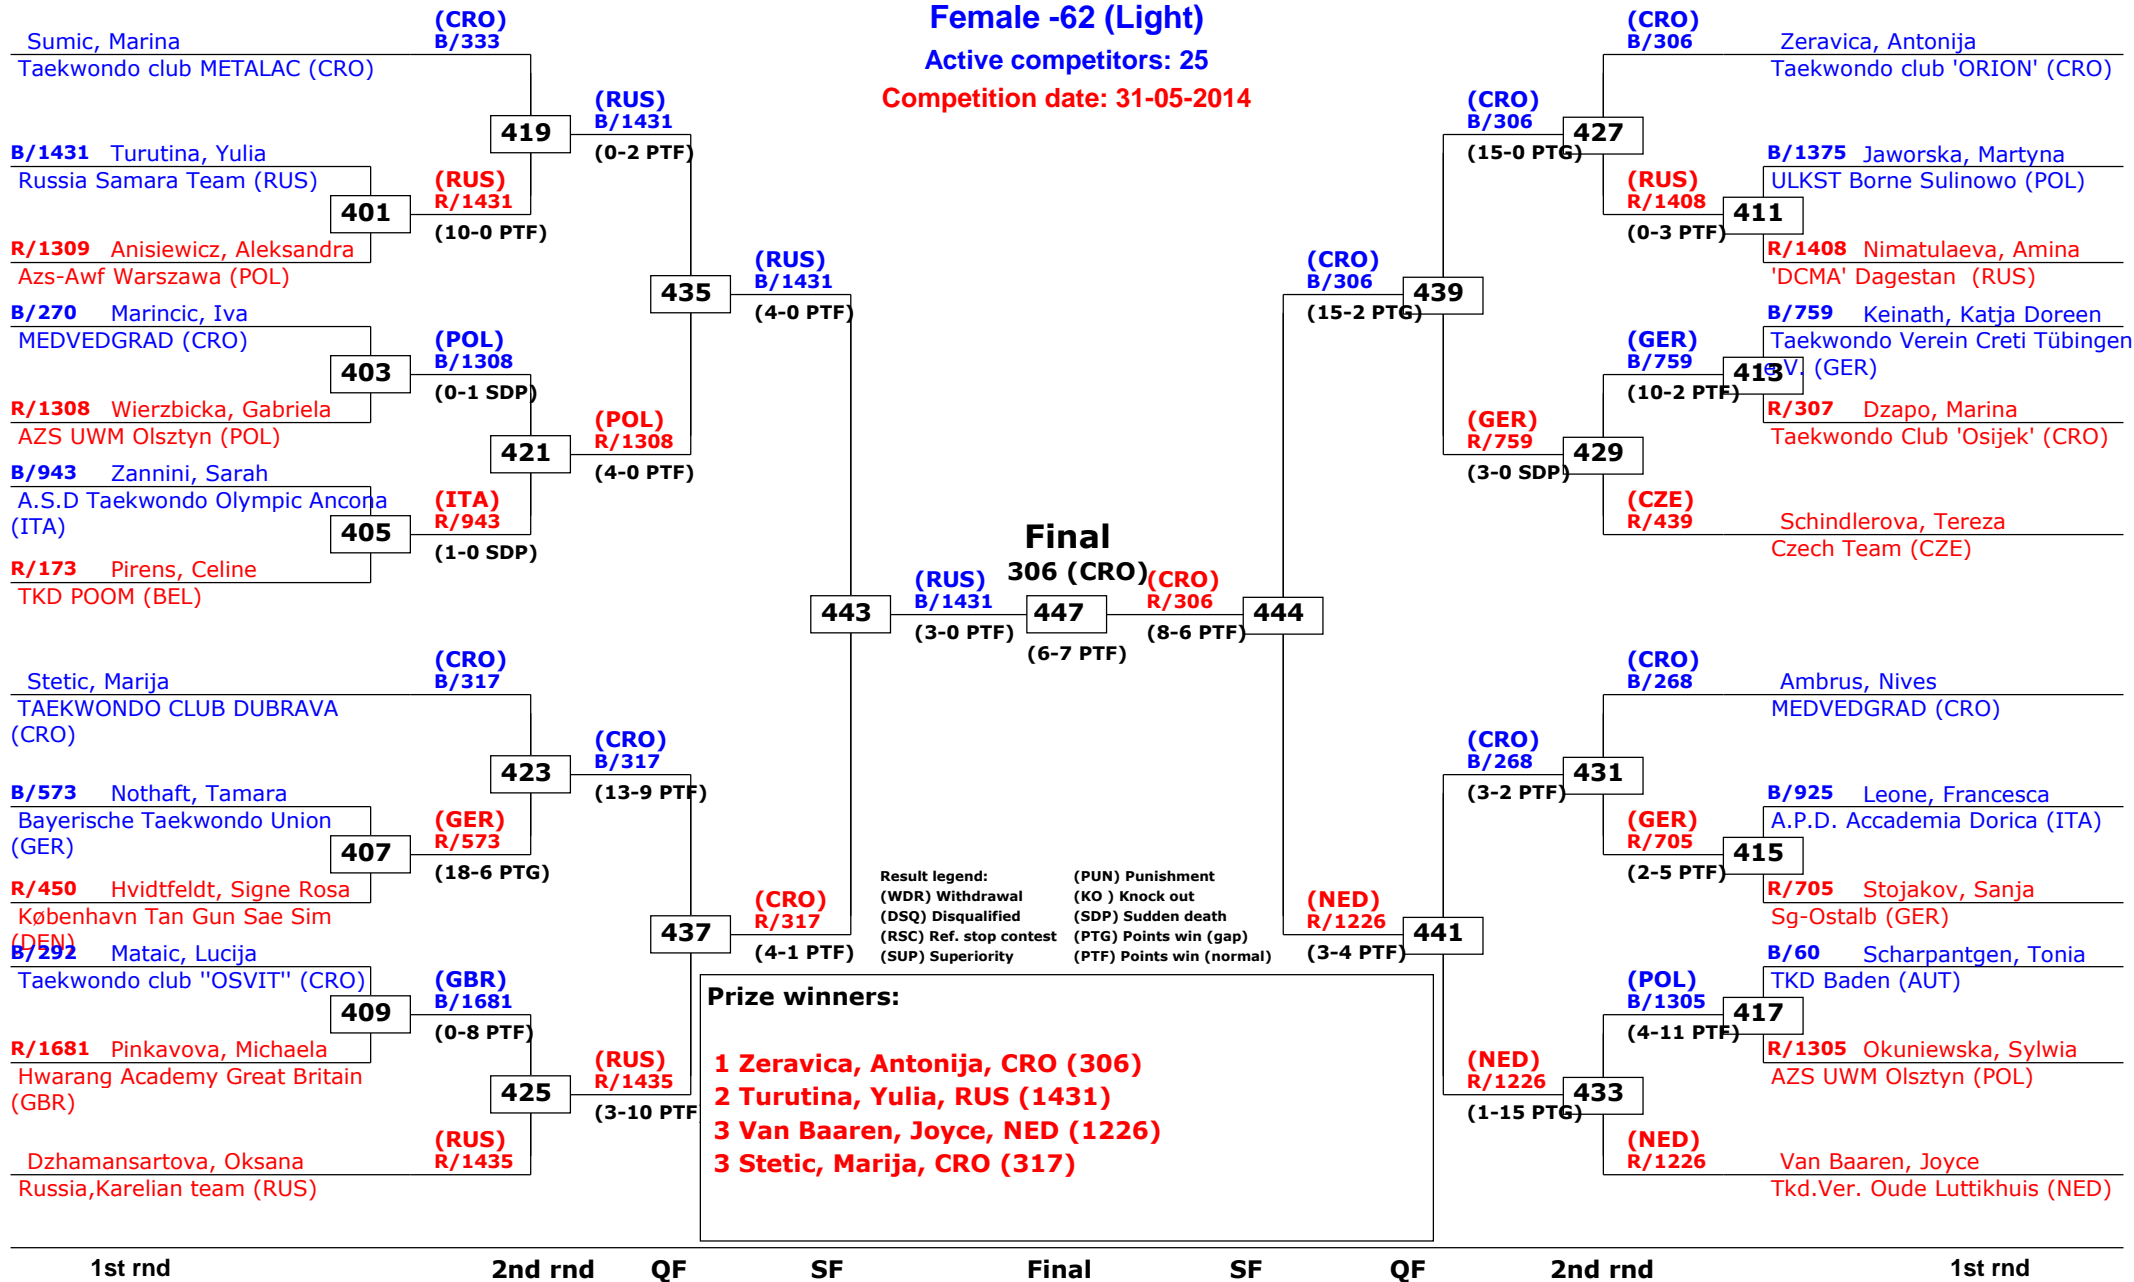 Female -62 (Light)
Active competitors: 25
Competition date: 31-05-2014
Sumic, Marina
Taekwondo club METALAC (CRO)
(CRO)
B/333
B/1431 Turutina, Yulia
Russia Samara Team (RUS)
401
R/1309 Anisiewicz, Aleksandra
Azs-Awf Warszawa (POL)
(RUS)
R/1431
(10-0 PTF)
419
(RUS)
B/1431
(0-2 PTF)
B/270 Marincic, Iva
MEDVEDGRAD (CRO)
403
R/1308 Wierzbicka, Gabriela
AZS UWM Olsztyn (POL)
(POL)
B/1308
(0-1 SDP)
B/943 Zannini, Sarah
A.S.D Taekwondo Olympic Ancona
(ITA)
405
R/173 Pirens, Celine
TKD POOM (BEL)
(ITA)
R/943
(1-0 SDP)
421
(POL)
R/1308
(4-0 PTF)
435
(RUS)
B/1431
(4-0 PTF)
Stetic, Marija
TAEKWONDO CLUB DUBRAVA
(CRO)
(CRO)
B/317
B/573 Nothaft, Tamara
Bayerische Taekwondo Union
(GER)
407
R/450 Hvidtfeldt, Signe Rosa
København Tan Gun Sae Sim
(DEN)
(GER)
R/573
(18-6 PTG)
423
(CRO)
B/317
(13-9 PTF)
B/292 Mataic, Lucija
Taekwondo club "OSVIT" (CRO)
409
R/1681 Pinkavova, Michaela
Hwarang Academy Great Britain
(GBR)
(GBR)
B/1681
(0-8 PTF)
Dzhamansartova, Oksana
Russia,Karelian team (RUS)
(RUS)
R/1435
425
(RUS)
R/1435
(3-10 PTF)
437
(CRO)
R/317
(4-1 PTF)
443
(RUS)
B/1431
(3-0 PTF)
Final
306 (CRO)
447
(6-7 PTF)
(CRO)
R/306
(8-6 PTF)
444
(CRO)
B/306
(15-2 PTG)
439
(CRO)
B/306
(15-0 PTG)
427
(CRO)
B/306
Zeravica, Antonija
Taekwondo club 'ORION' (CRO)
(RUS)
R/1408
(0-3 PTF)
411
B/1375 Jaworska, Martyna
ULKST Borne Sulinowo (POL)
R/1408 Nimatulaeva, Amina
'DCMA' Dagestan (RUS)
(GER)
R/759
(3-0 SDP)
429
(GER)
B/759
(10-2 PTF)
413
B/759 Keinath, Katja Doreen
Taekwondo Verein Creti Tübingen
e.V. (GER)
R/307 Dzapo, Marina
Taekwondo Club 'Osijek' (CRO)
(CZE)
R/439
Schindlerova, Tereza
Czech Team (CZE)
(NED)
R/1226
(3-4 PTF)
441
(CRO)
B/268
(3-2 PTF)
431
(CRO)
B/268
Ambrus, Nives
MEDVEDGRAD (CRO)
(GER)
R/705
(2-5 PTF)
415
B/925 Leone, Francesca
A.P.D. Accademia Dorica (ITA)
R/705 Stojakov, Sanja
Sg-Ostalb (GER)
(NED)
R/1226
(1-15 PTG)
433
(POL)
B/1305
(4-11 PTF)
417
B/60 Scharpantgen, Tonia
TKD Baden (AUT)
R/1305 Okuniewska, Sylwia
AZS UWM Olsztyn (POL)
(NED)
R/1226
Van Baaren, Joyce
Tkd.Ver. Oude Luttikhuis (NED)
Result legend:
(WDR) Withdrawal
(DSQ) Disqualified
(RSC) Ref. stop contest
(SUP) Superiority
(PUN) Punishment
(KO ) Knock out
(SDP) Sudden death
(PTG) Points win (gap)
(PTF) Points win (normal)
Prize winners:
1 Zeravica, Antonija, CRO (306)
2 Turutina, Yulia, RUS (1431)
3 Van Baaren, Joyce, NED (1226)
3 Stetic, Marija, CRO (317)
1st rnd 2nd rnd QF SF Final SF QF 2nd rnd 1st rnd